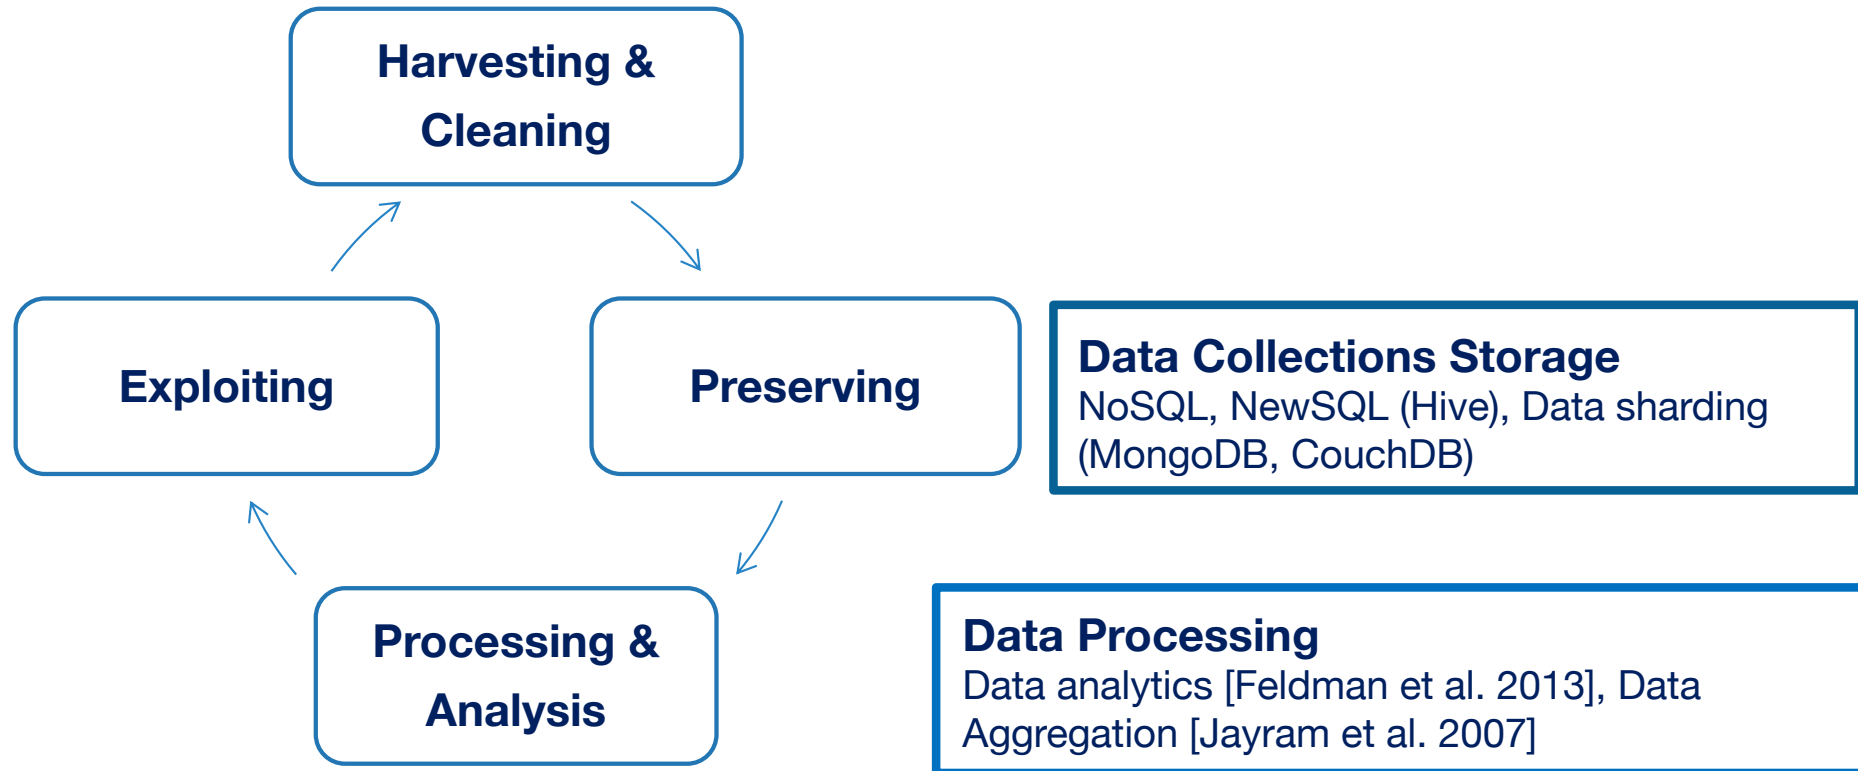 Harvesting &
Cleaning
Exploiting
Preserving
Data Collections Storage
NoSQL, NewSQL (Hive), Data sharding
(MongoDB, CouchDB)
Processing &
Analysis
Data Processing
Data analytics [Feldman et al. 2013], Data
Aggregation [Jayram et al. 2007]